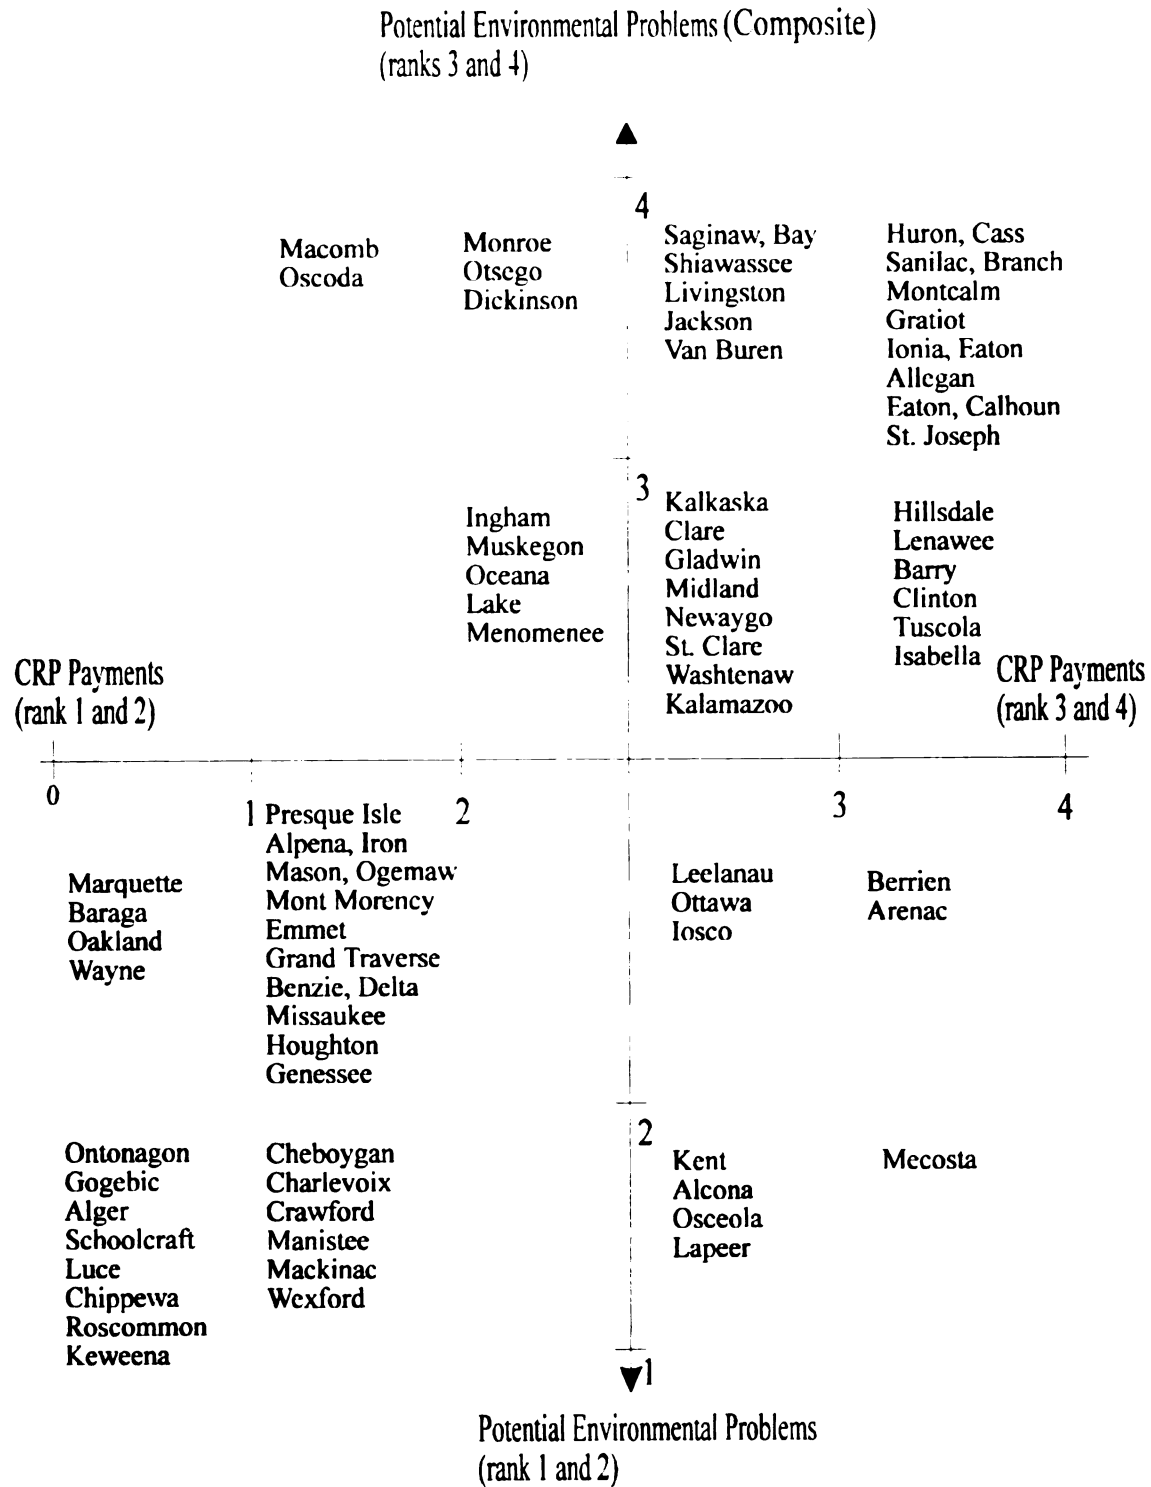 Potential Environmental Problems (Composite)
(ranks 3 and 4)
4
Macomb
Oscoda
Monroe
Otsego
Dickinson
Saginaw, Bay
Shiawassee
Livingston
Jackson
Van Buren
Huron, Cass
Sanilac, Branch
Montcalm
Gratiot
Ionia, Eaton
Allegan
Eaton, Calhoun
St. Joseph
3
Ingham
Muskegon
Oceana
Lake
Menomenee
Kalkaska
Clare
Gladwin
Midland
Newaygo
St. Clare
Washtenaw
Kalamazoo
Hillsdale
Lenawee
Barry
Clinton
Tuscola
Isabella
CRP Payments
(rank 1 and 2)
CRP Payments
(rank 3 and 4)
0
1
2
3
4
Marquette
Baraga
Oakland
Wayne
Presque Isle
Alpena, Iron
Mason, Ogemaw
Mont Morency
Emmet
Grand Traverse
Benzie, Delta
Missaukee
Houghton
Genessee
Leelanau
Ottawa
Iosco
Berrien
Arenac
2
Ontonagon
Gogebic
Alger
Schoolcraft
Luce
Chippewa
Roscommon
Keweena
Cheboygan
Charlevoix
Crawford
Manistee
Mackinac
Wexford
Kent
Alcona
Osceola
Lapeer
Mecosta
1
Potential Environmental Problems
(rank 1 and 2)